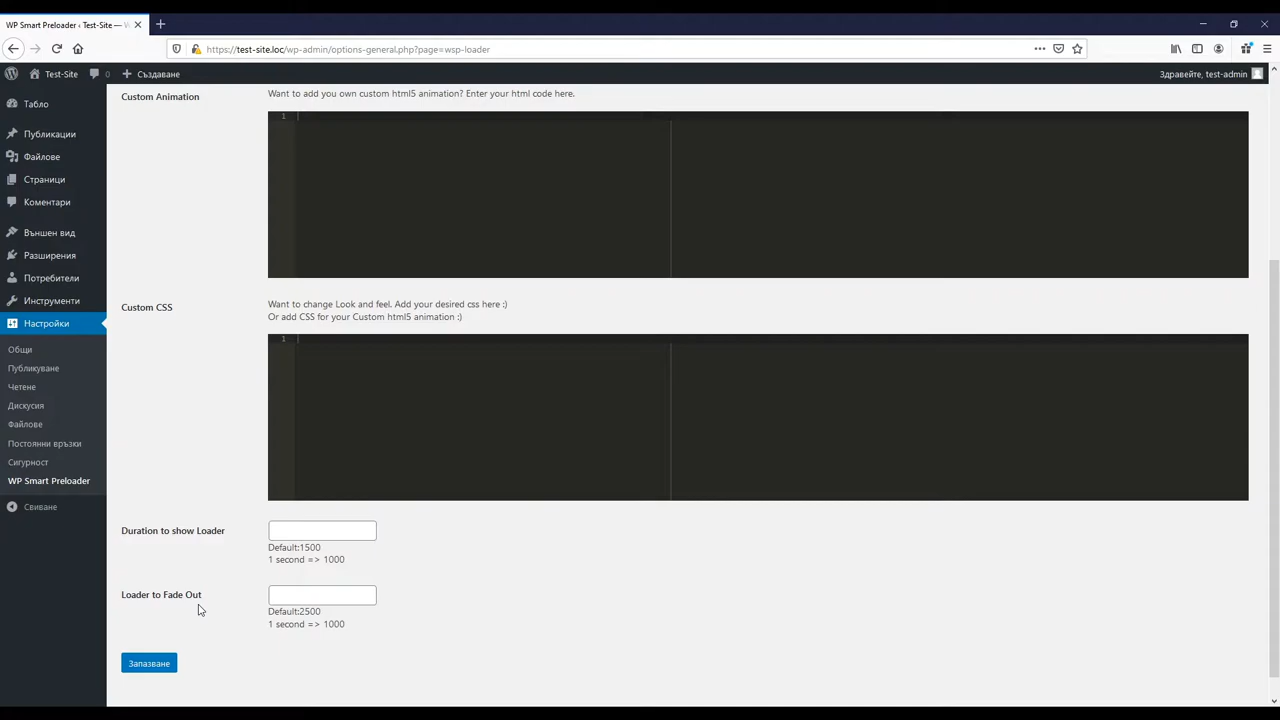 WP Smart Preloader ‹ Test-Site — W
https://test-site.loc/wp-admin/options-general.php?page=wsp-loader
Test-Site
0
Създаване
Здравейте, test-admin
Табло
Публикации
Файлове
Страници
Коментари
Външен вид
Разширения
Потребители
Инструменти
Настройки
Общи
Публикуване
Четене
Дискусия
Файлове
Постоянни връзки
Сигурност
WP Smart Preloader
Свиване
Custom Animation
Want to add you own custom html5 animation? Enter your html code here.
1
Custom CSS
Want to change Look and feel. Add your desired css here :)
Or add CSS for your Custom html5 animation :)
1
Duration to show Loader
Default:1500
1 second => 1000
Loader to Fade Out
Default:2500
1 second => 1000
Запазване